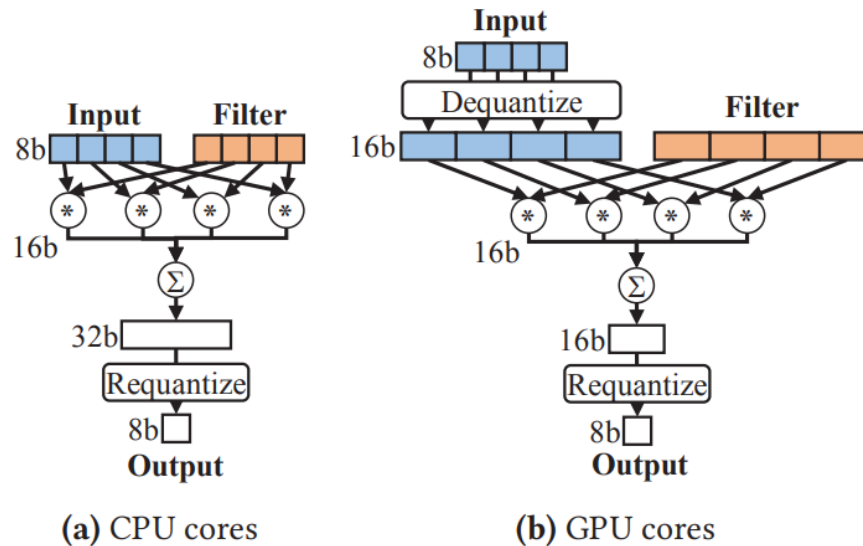 Input Filter
8b
* * * *
16b
Σ
32b
Requantize
8b
Output
(a) CPU cores
Input
8b
Dequantize
Filter
16b
* * * *
16b
Σ
16b
Requantize
8b
Output
(b) GPU cores